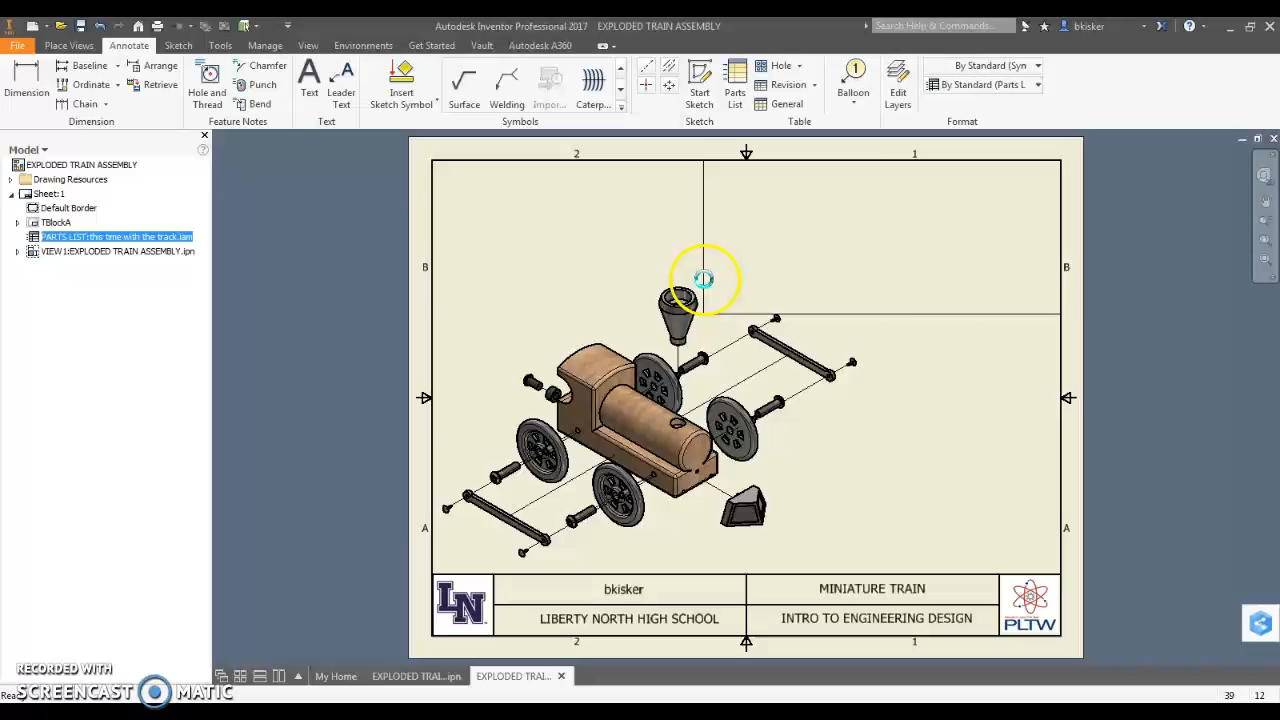 Autodesk Inventor Professional 2017 EXPLODED TRAIN ASSEMBLY
Search Help & Commands...
bkisker
File Place Views Annotate Sketch Tools Manage View Environments Get Started Vault Autodesk A360
Dimension
Baseline
Ordinate
Chain
Arrange
Retrieve
Dimension
Hole and Thread
Chamfer
Punch
Bend
Feature Notes
Text
Leader Text
Text
Insert Sketch Symbol
Surface
Welding
Impor...
Caterp...
Symbols
Start Sketch
Sketch
Parts List
Hole
Revision
General
Table
Balloon
1
Edit Layers
By Standard (Syn
By Standard (Parts L
Format
Model
EXPLODED TRAIN ASSEMBLY
Drawing Resources
Sheet:1
Default Border
TBlockA
PARTS LIST:this time with the track.iam
VIEW1:EXPLODED TRAIN ASSEMBLY.ipn
2 1
B B
A A
LN
bkisker
MINIATURE TRAIN
LIBERTY NORTH HIGH SCHOOL
INTRO TO ENGINEERING DESIGN
PLTW
2 1
My Home EXPLODED TRAI...ipn EXPLODED TRAI...
RECORDED WITH
SCREENCAST MATIC
39 12